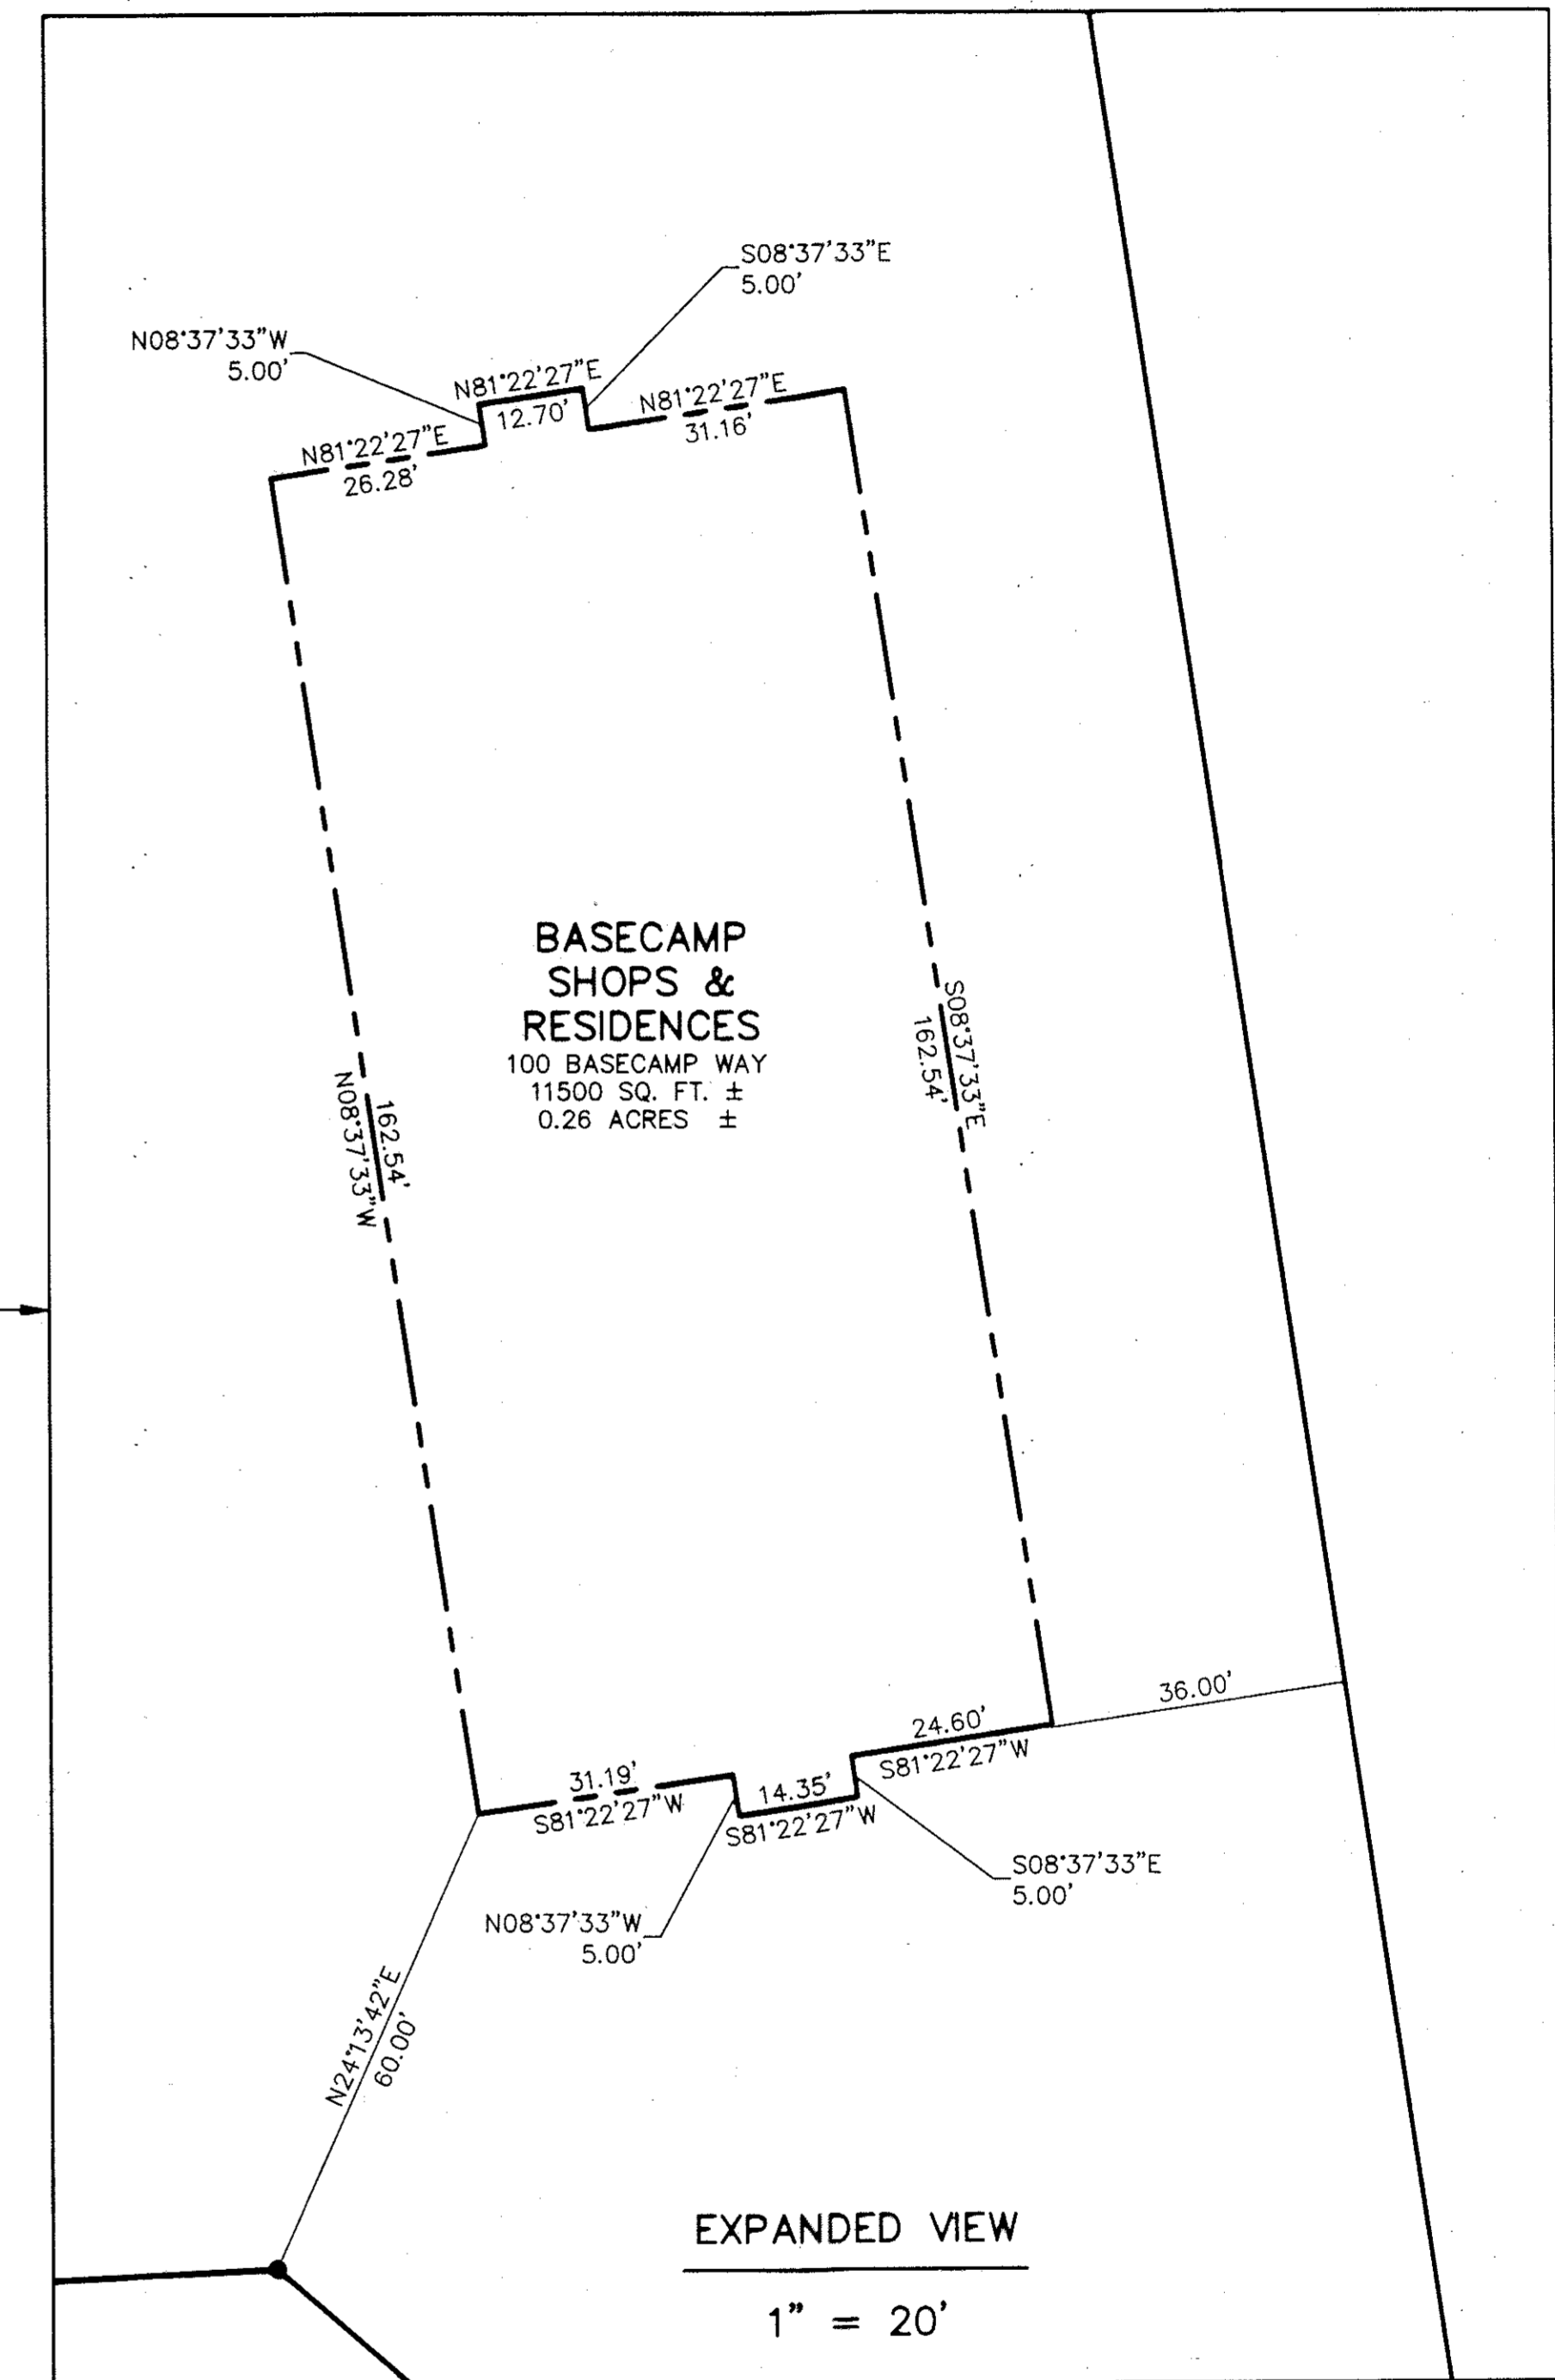 S08°37'33"E
5.00'
N08°37'33"W
5.00'
N81°22'27"E
12.70'
N81°22'27"E
31.16'
N81°22'27"E
26.28'
BASECAMP
SHOPS &
RESIDENCES
100 BASECAMP WAY
11500 SQ. FT. ±
0.26 ACRES ±
S08°37'33"E
162.54'
162.54'
N08°37'33"W
36.00'
24.60'
S81°22'27"W
31.19'
S81°22'27"W
14.35'
S81°22'27"W
S08°37'33"E
5.00'
N08°37'33"W
5.00'
N24°13'42"E
60.00'
EXPANDED VIEW
1" = 20'